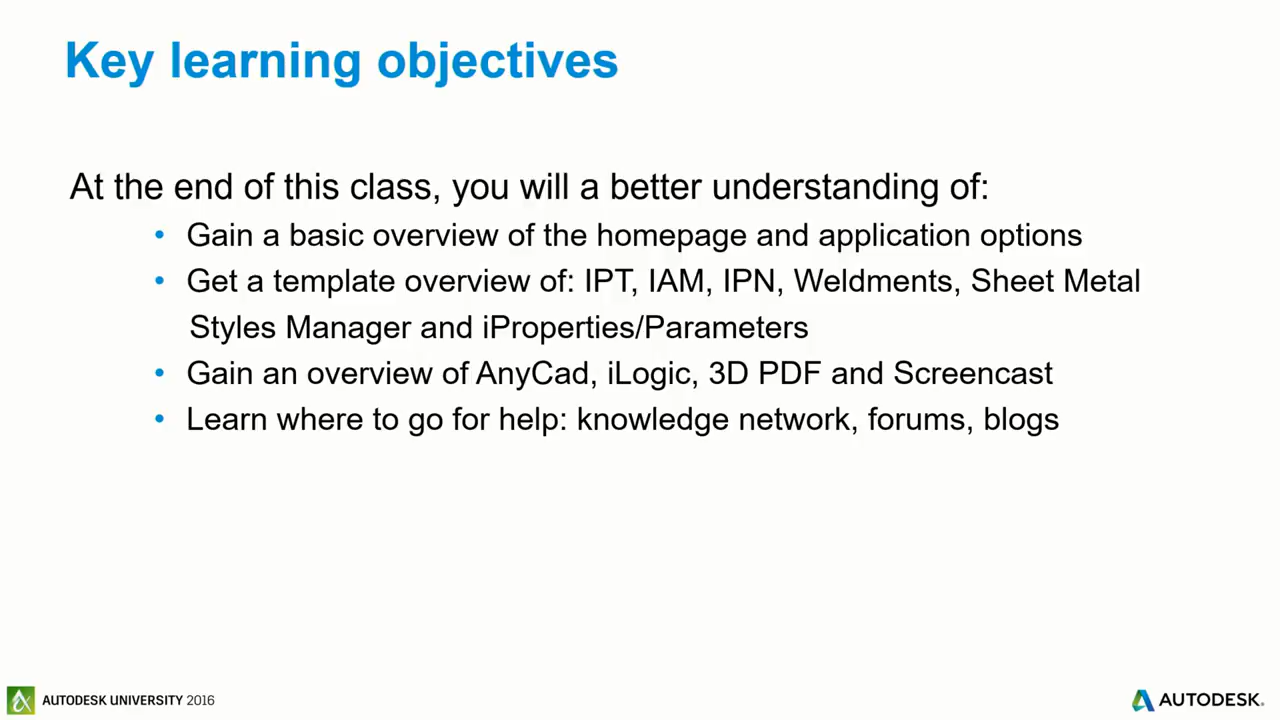 Key learning objectives
At the end of this class, you will a better understanding of:
• Gain a basic overview of the homepage and application options
• Get a template overview of: IPT, IAM, IPN, Weldments, Sheet Metal
Styles Manager and iProperties/Parameters
• Gain an overview of AnyCad, iLogic, 3D PDF and Screencast
• Learn where to go for help: knowledge network, forums, blogs
AUTODESK UNIVERSITY 2016
AUTODESK.